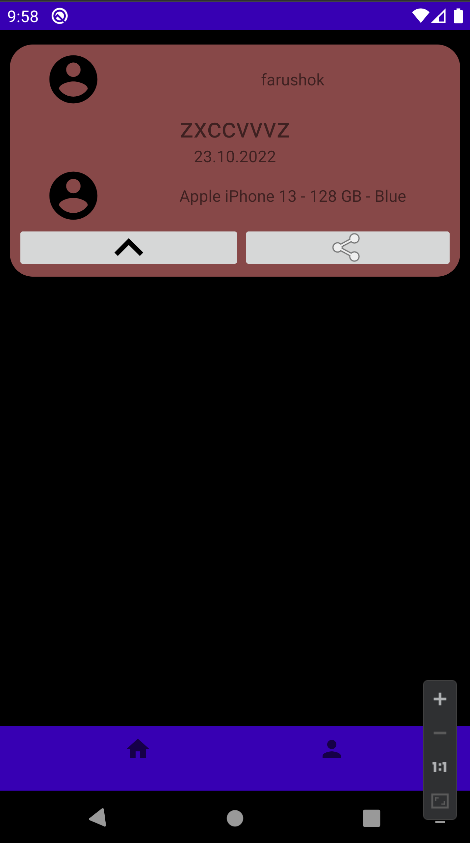 9:58
farushok
zxccvvvz
23.10.2022
Apple iPhone 13 - 128 GB - Blue
1:1